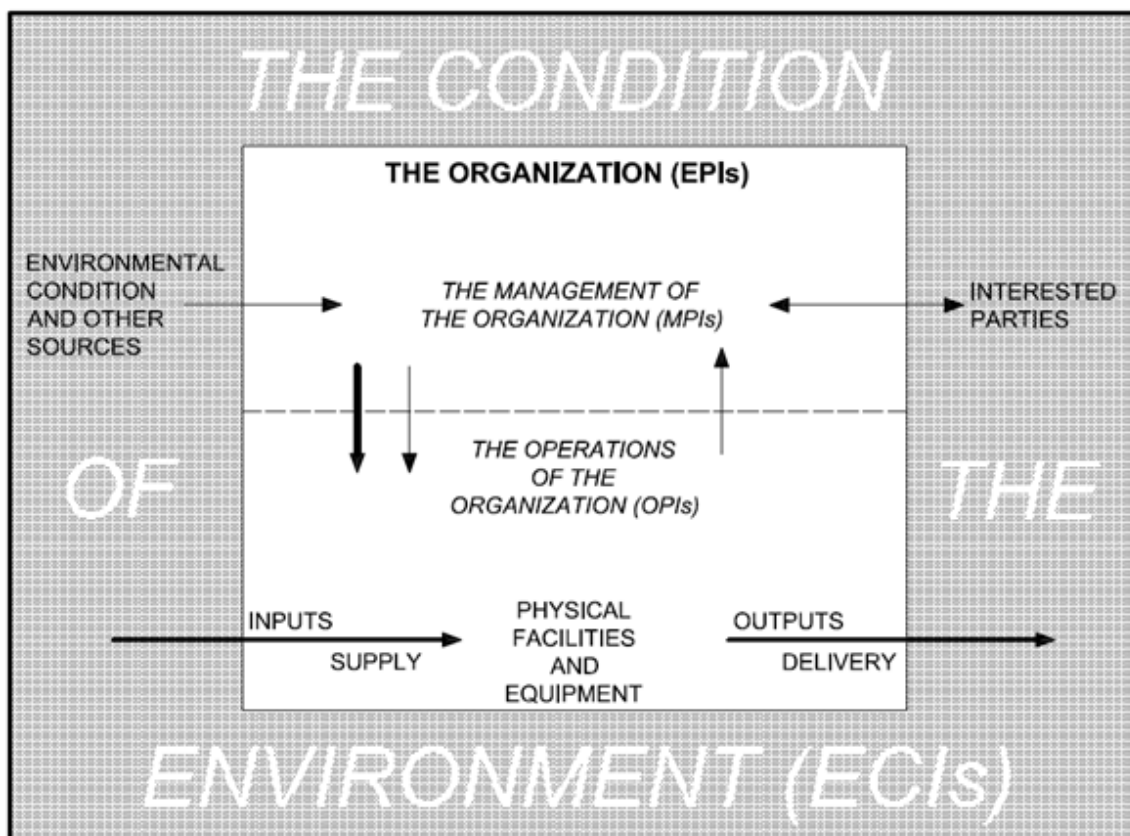 THE CONDITION
THE ORGANIZATION (EPIs)
ENVIRONMENTAL
CONDITION
AND OTHER
SOURCES
THE MANAGEMENT OF
THE ORGANIZATION (MPIs)
INTERESTED
PARTIES
OF
THE OPERATIONS
OF THE
ORGANIZATION (OPIs)
THE
INPUTS
SUPPLY
PHYSICAL
FACILITIES
AND
EQUIPMENT
OUTPUTS
DELIVERY
ENVIRONMENT (ECIs)